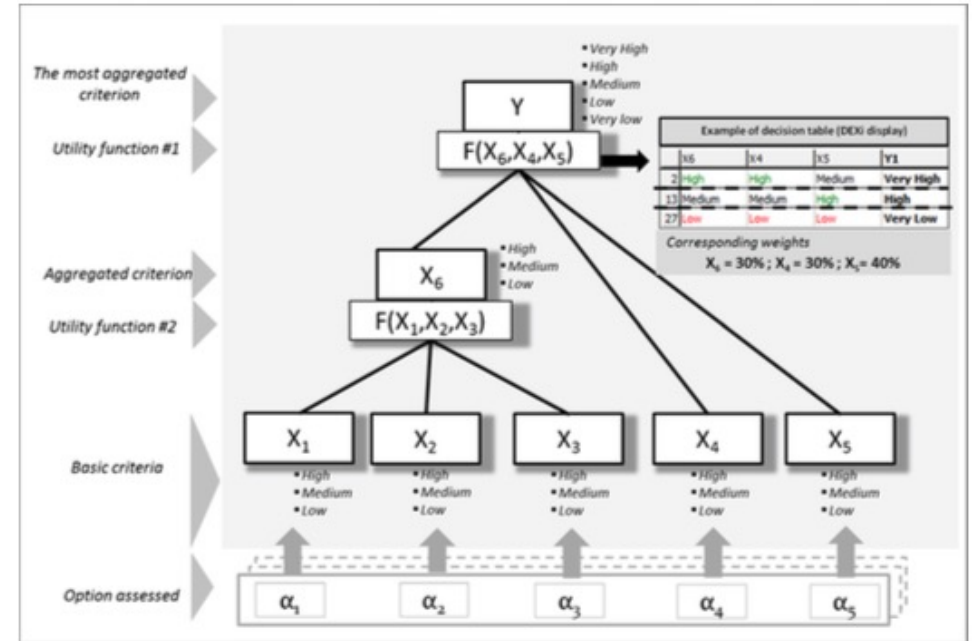 The most aggregated
criterion
▪ Very High
▪ High
▪ Medium
▪ Low
▪ Very low
Y
Utility function #1
F(X₆,X₄,X₅)
Example of decision table (DEXi display)
X6 X4 X5 Y1
2 High High Medium Very High
13 Medium Medium High High
27 Low Low Low Very Low
Corresponding weights
X₆ = 30% ; X₄ = 30% ; X₅= 40%
Aggregated criterion
X₆
▪ High
▪ Medium
▪ Low
Utility function #2
F(X₁,X₂,X₃)
Basic criteria
X₁ X₂ X₃ X₄ X₅
▪ High ▪ High ▪ High ▪ High ▪ High
▪ Medium ▪ Medium ▪ Medium ▪ Medium ▪ Medium
▪ Low ▪ Low ▪ Low ▪ Low ▪ Low
Option assessed
α₁ α₂ α₃ α₄ α₅